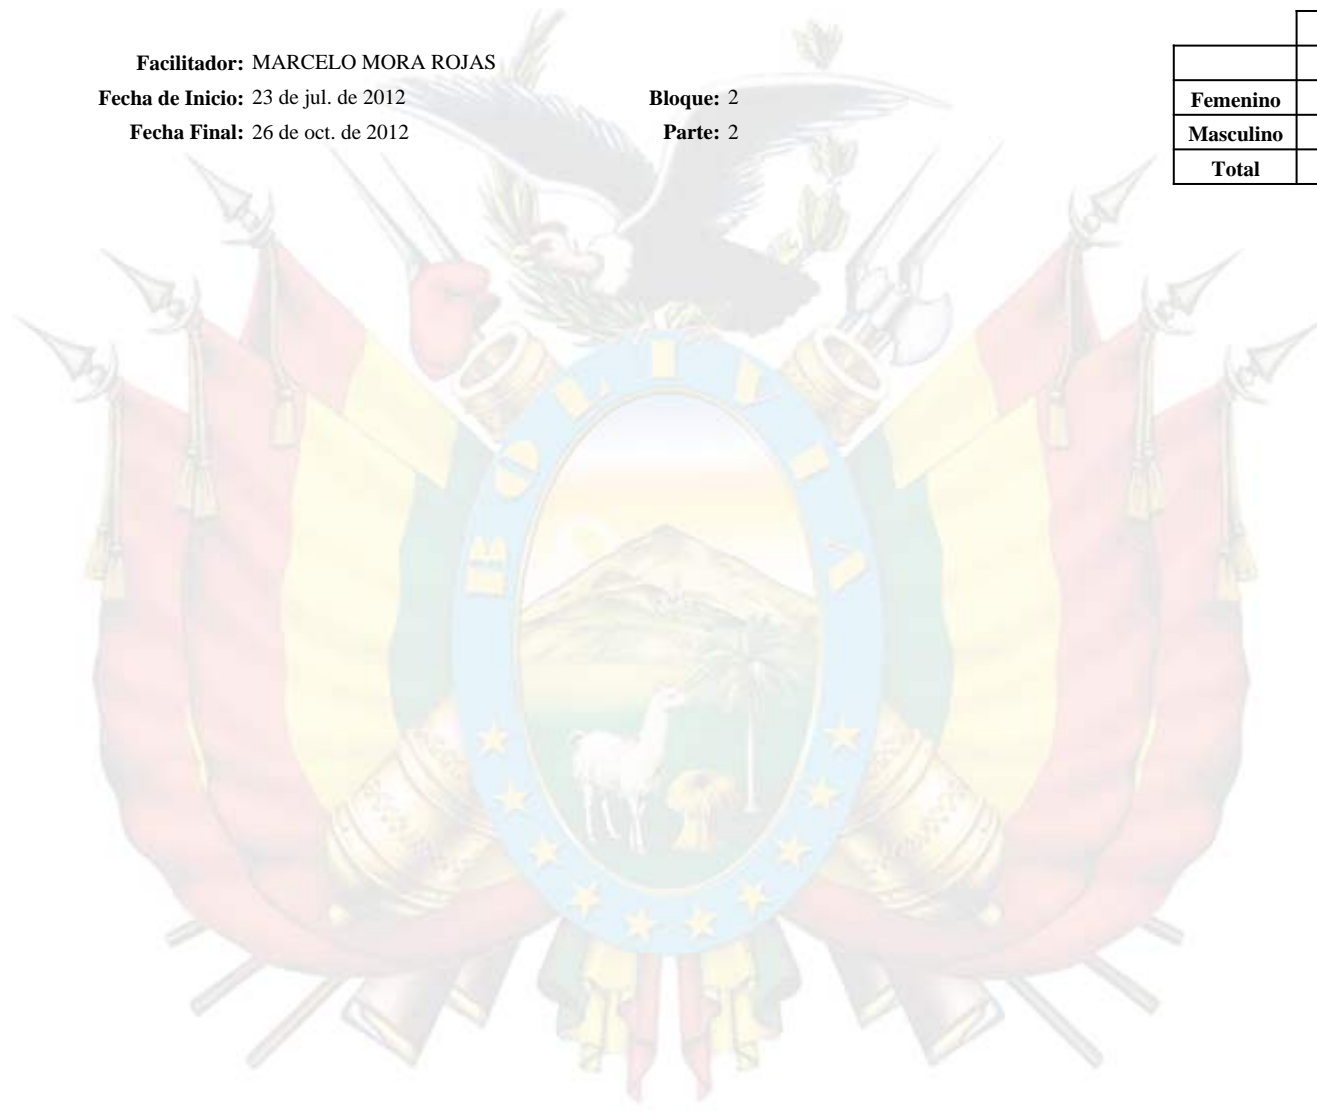 Facilitador: MARCELO MORA ROJAS
Fecha de Inicio: 23 de jul. de 2012 Bloque: 2
Fecha Final: 26 de oct. de 2012 Parte: 2
Femenino
Masculino
Total
BOLIVIA